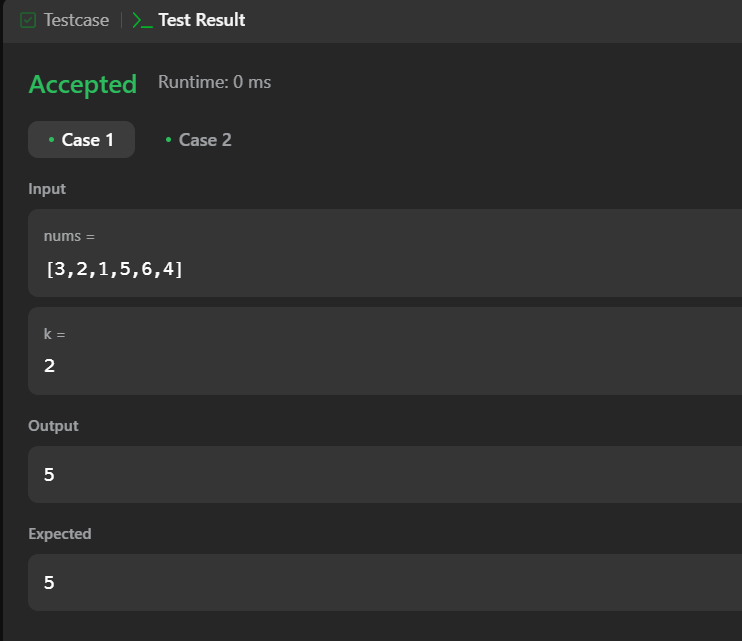 Testcase | >_ Test Result
Accepted Runtime: 0 ms
• Case 1 • Case 2
Input
nums =
[3,2,1,5,6,4]
k =
2
Output
5
Expected
5